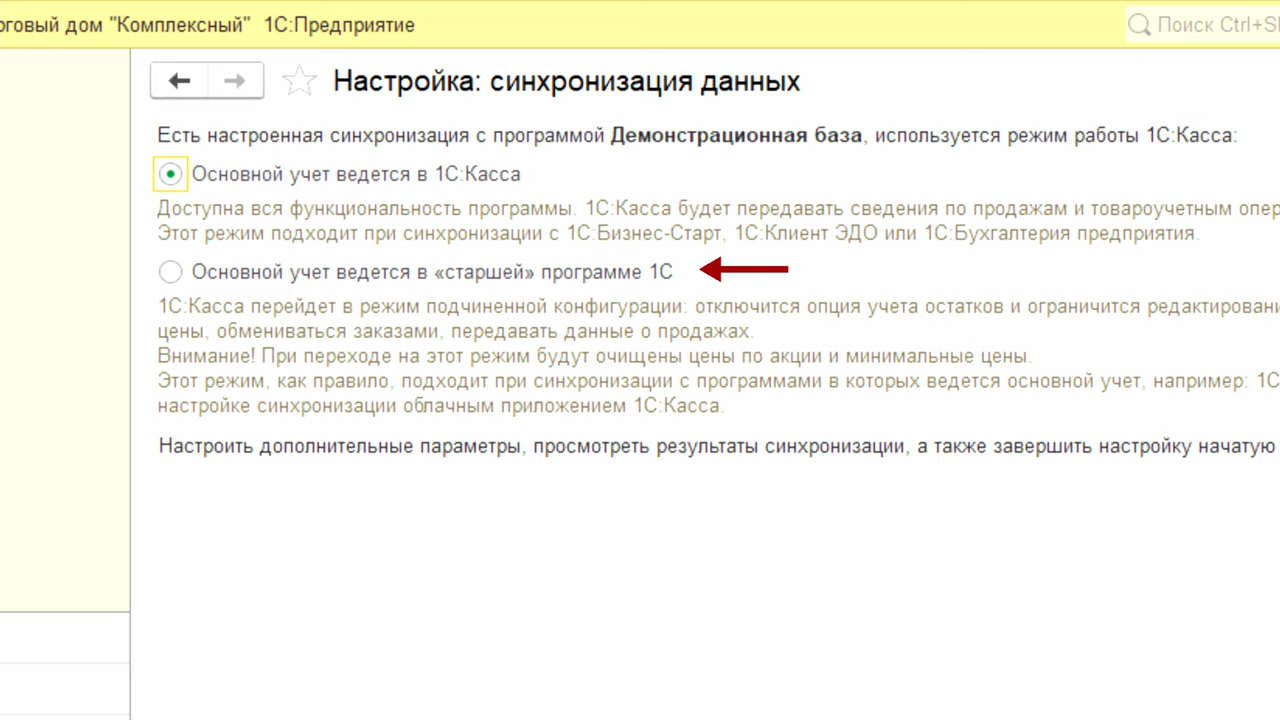 рговый дом "Комплексный" 1С:Предприятие
Поиск Ctrl+S
Настройка: синхронизация данных
Есть настроенная синхронизация с программой Демонстрационная база, используется режим работы 1С:Касса:
Основной учет ведется в 1С:Касса
Доступна вся функциональность программы. 1С:Касса будет передавать сведения по продажам и товароучетным опер
Этот режим подходит при синхронизации с 1С:Бизнес-Старт, 1С:Клиент ЭДО или 1С:Бухгалтерия предприятия.
Основной учет ведется в «старшей» программе 1С
1С:Касса перейдет в режим подчиненной конфигурации: отключится опция учета остатков и ограничится редактировани
цены, обмениваться заказами, передавать данные о продажах.
Внимание! При переходе на этот режим будут очищены цены по акции и минимальные цены.
Этот режим, как правило, подходит при синхронизации с программами в которых ведется основной учет, например: 1С
настройке синхронизации облачным приложением 1С:Касса.
Настроить дополнительные параметры, просмотреть результаты синхронизации, а также завершить настройку начатую